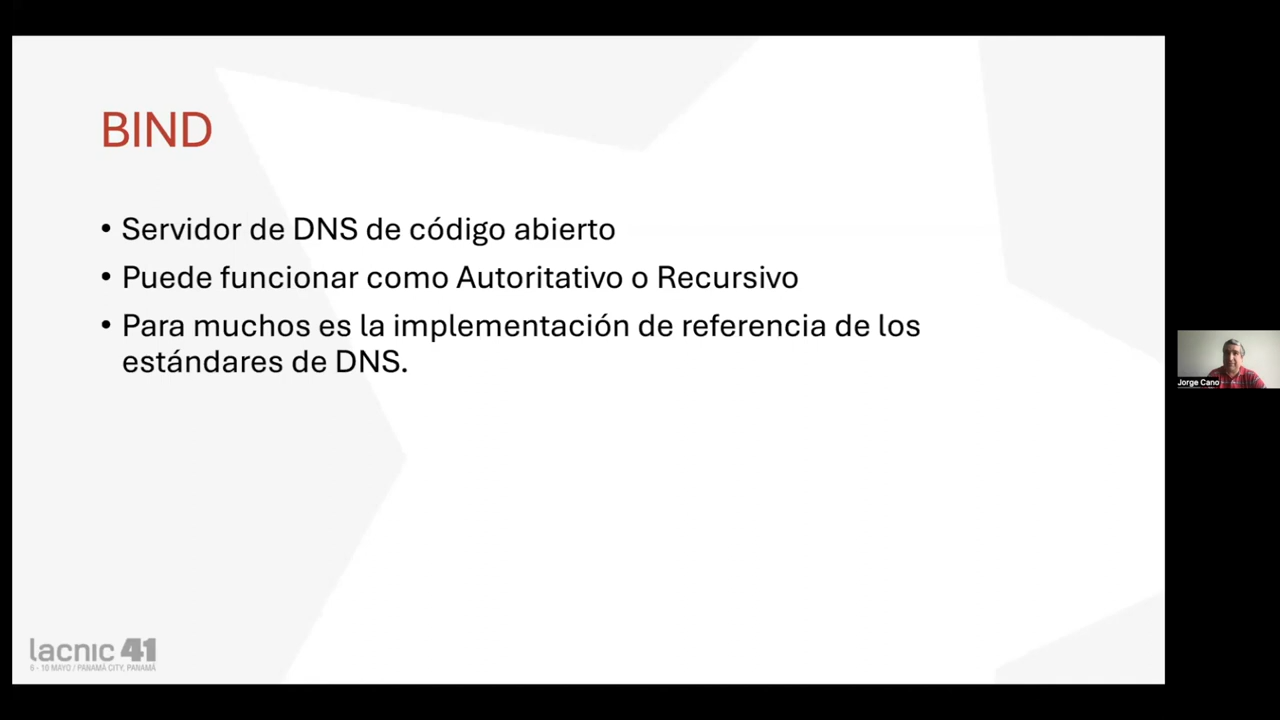 BIND
• Servidor de DNS de código abierto
• Puede funcionar como Autoritativo o Recursivo
• Para muchos es la implementación de referencia de los
estándares de DNS.
Jorge Cano
lacnic 41
6 - 10 MAYO / PANAMÁ CITY, PANAMÁ